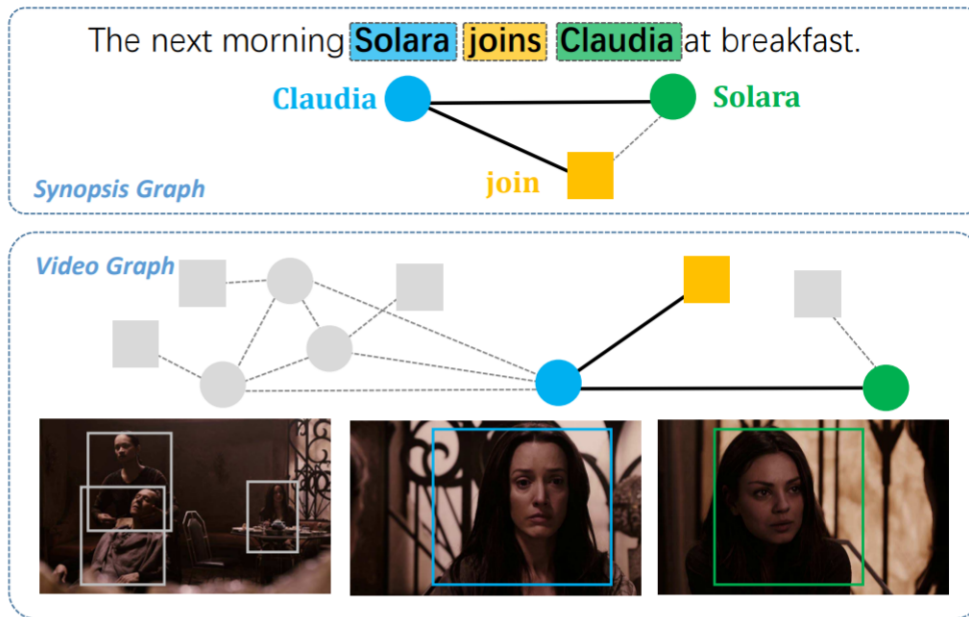 The next morning Solara joins Claudia at breakfast.
Claudia
Solara
join
Synopsis Graph
Video Graph